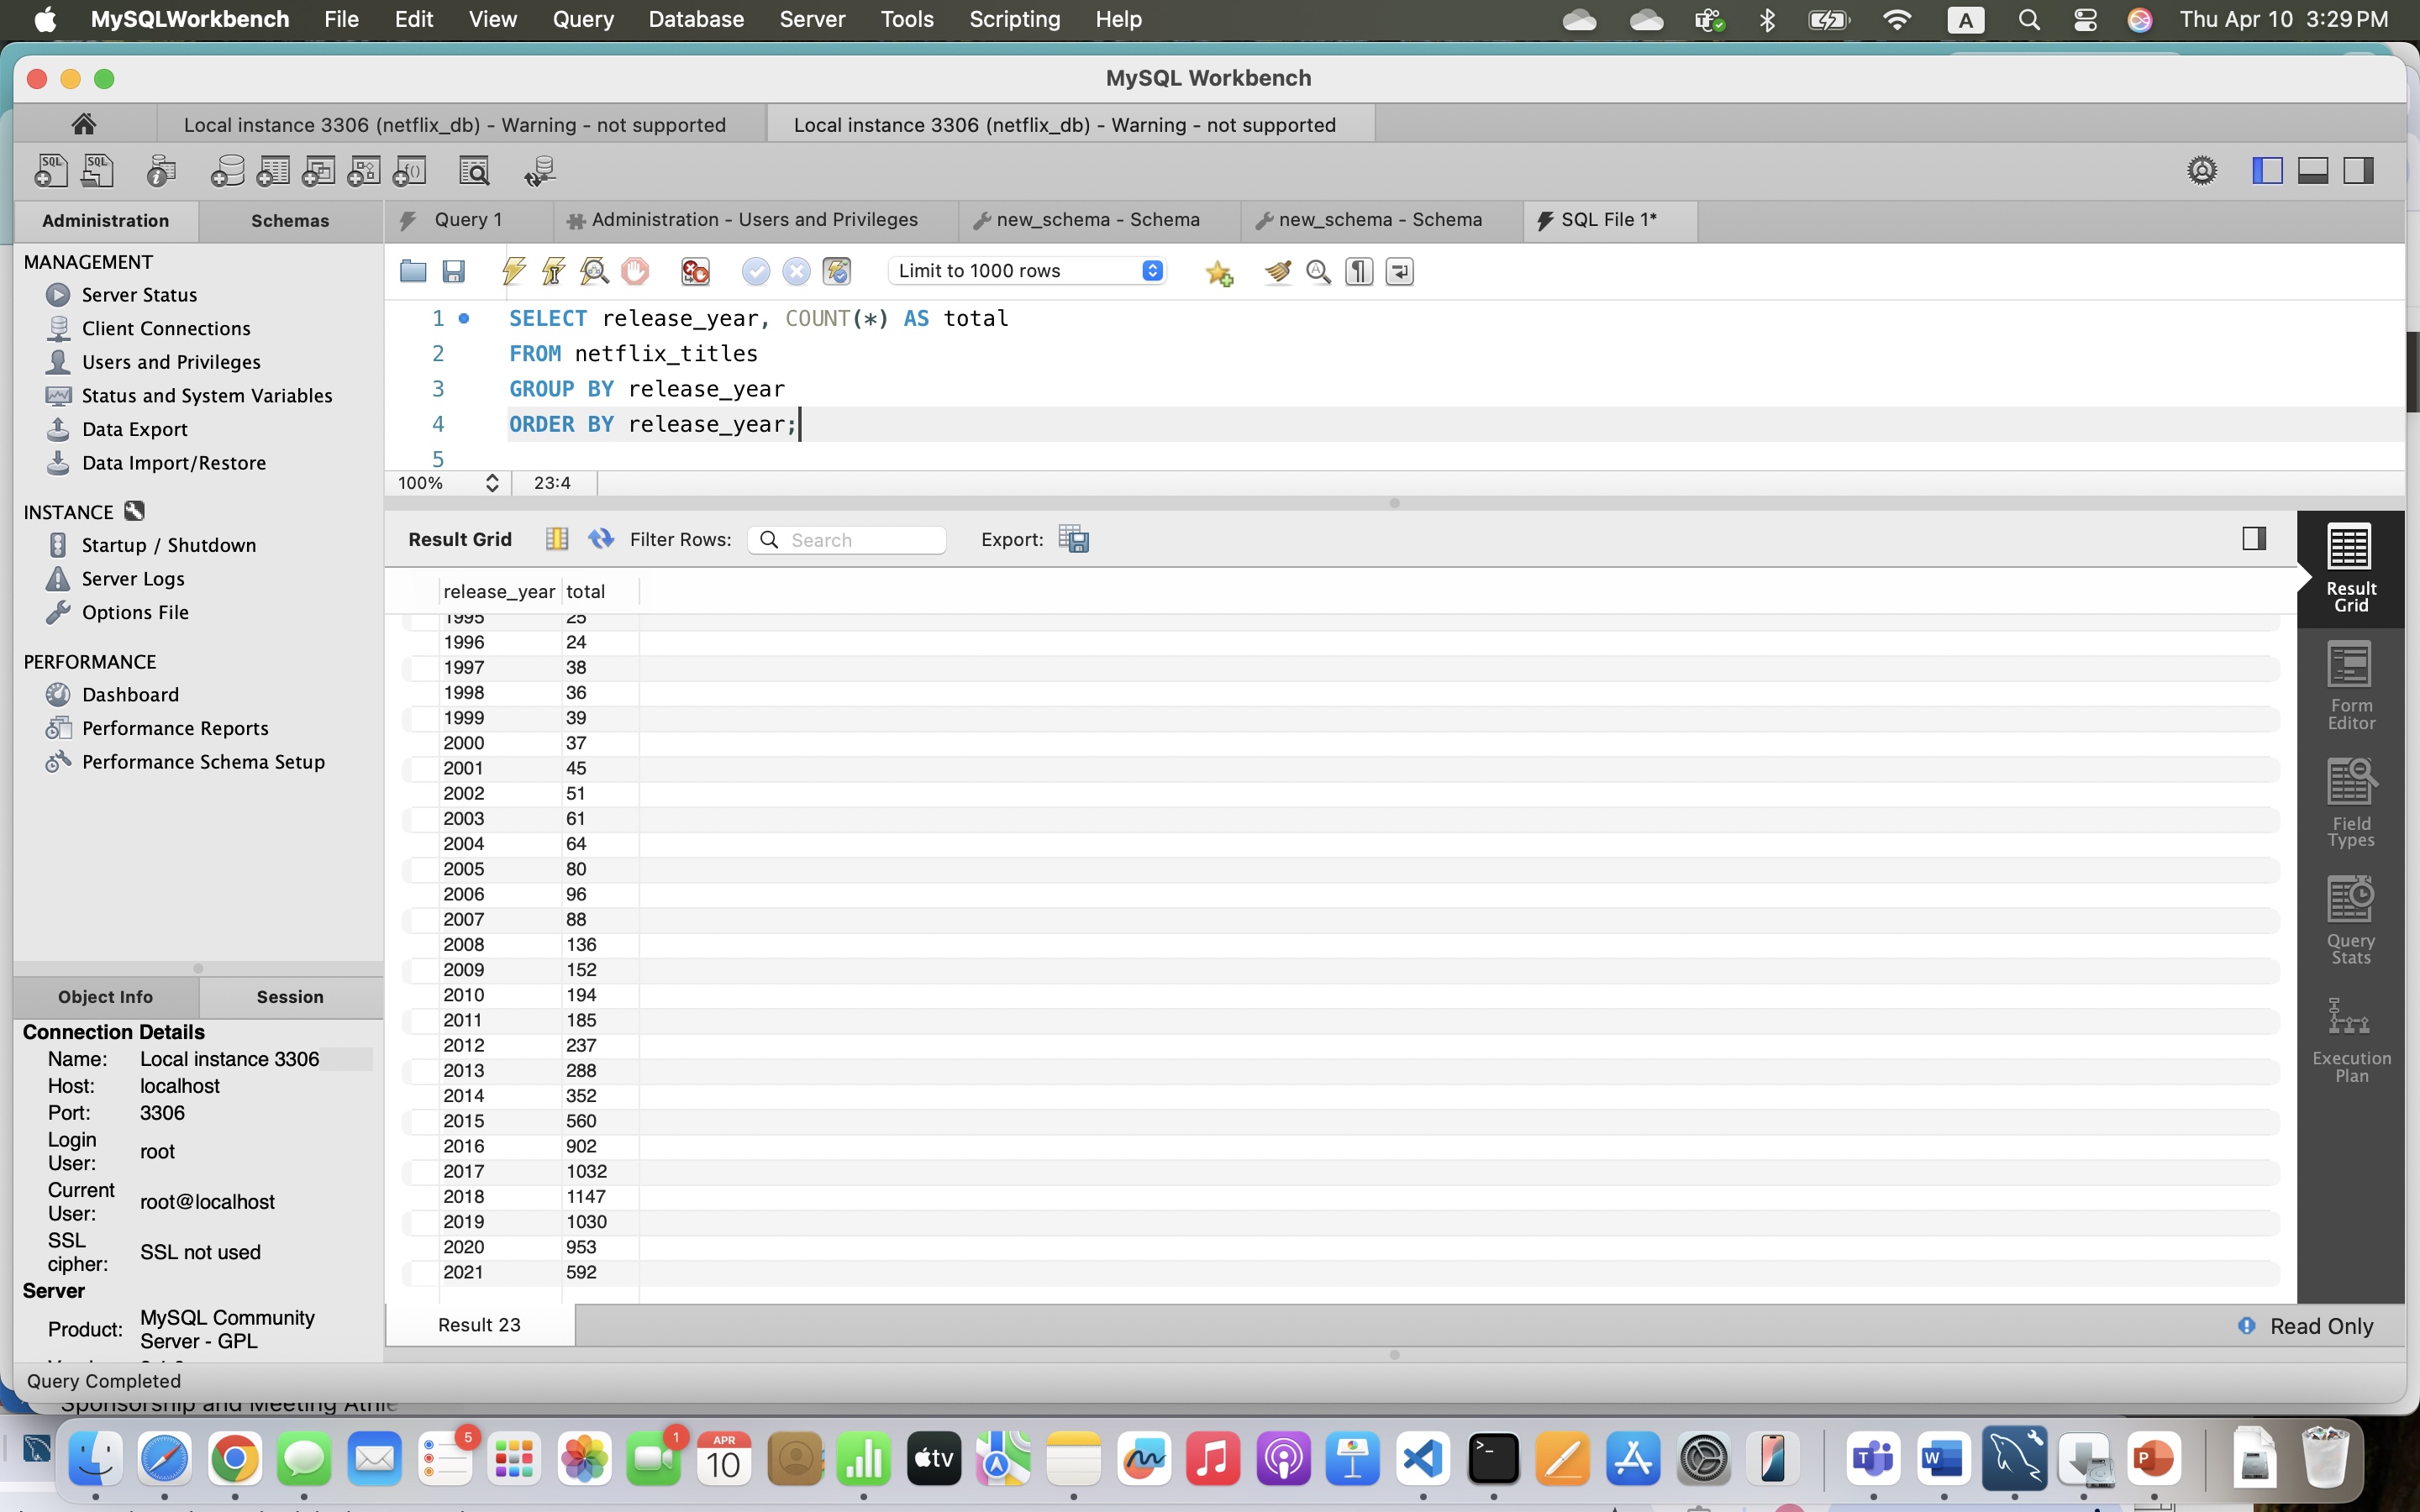 MySQLWorkbench File Edit View Query Database Server Tools Scripting Help A Thu Apr 10 3:29 PM
MySQL Workbench
Local instance 3306 (netflix_db) - Warning - not supported Local instance 3306 (netflix_db) - Warning - not supported
Administration Schemas
Query 1 Administration - Users and Privileges new_schema - Schema new_schema - Schema SQL File 1*
MANAGEMENT
Server Status
Client Connections
Users and Privileges
Status and System Variables
Data Export
Data Import/Restore
INSTANCE
Startup / Shutdown
Server Logs
Options File
PERFORMANCE
Dashboard
Performance Reports
Performance Schema Setup
Object Info Session
Connection Details
Name: Local instance 3306
Host: localhost
Port: 3306
Login User: root
Current User: root@localhost
SSL cipher: SSL not used
Server
Product: MySQL Community Server - GPL
Query Completed
Limit to 1000 rows
1 SELECT release_year, COUNT(*) AS total
2 FROM netflix_titles
3 GROUP BY release_year
4 ORDER BY release_year;
5
100% 23:4
Result Grid Filter Rows: Search Export:
release_year total
1995 25
1996 24
1997 38
1998 36
1999 39
2000 37
2001 45
2002 51
2003 61
2004 64
2005 80
2006 96
2007 88
2008 136
2009 152
2010 194
2011 185
2012 237
2013 288
2014 352
2015 560
2016 902
2017 1032
2018 1147
2019 1030
2020 953
2021 592
Result 23
Read Only
Result Grid
Form Editor
Field Types
Query Stats
Execution Plan
Sponsorship and Meeting
5
1
APR
10
tv